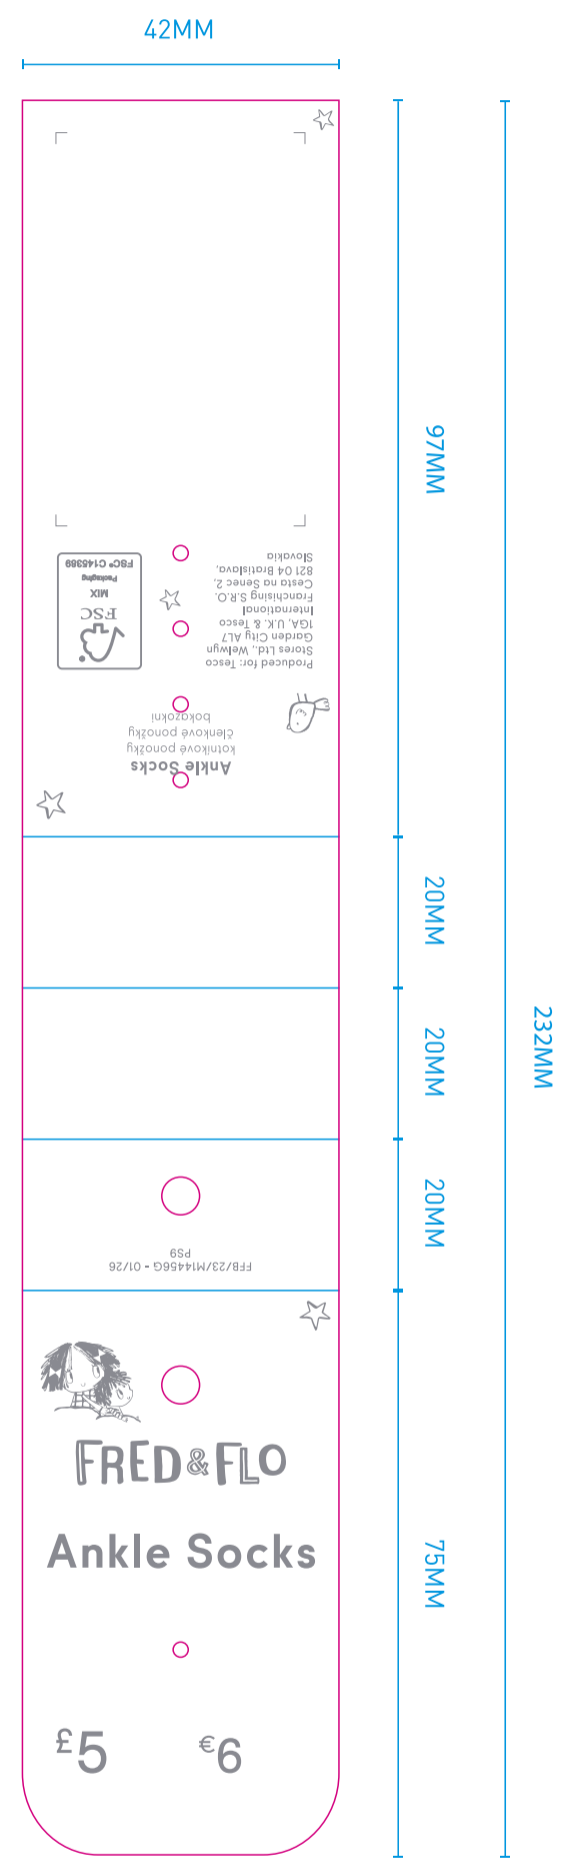 42MM
97MM
20MM
20MM
20MM
75MM
232MM
Ankle Socks
kotníkové ponožky
členkové ponožky
bokazokni
Produced for: Tesco
Stores Ltd., Welwyn
Garden City AL7
1GA, U.K. & Tesco
International
Franchising S.R.O.
Cesta na Senec 2,
821 04 Bratislava,
Slovakia
FSC
MIX
Packaging
FSC® C148389
FFB/23/M14456G - 01/26
PS9
FRED & FLO
Ankle Socks
£5
€6